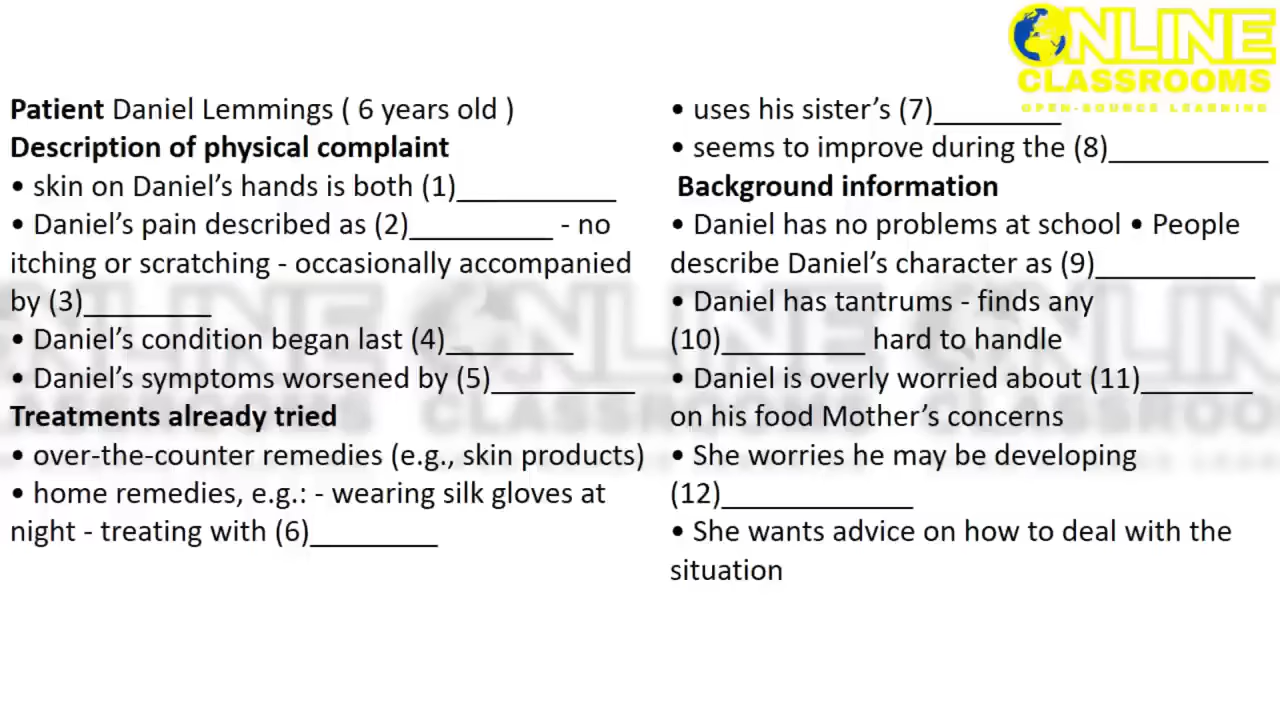 ONLINE
CLASSROOMS
OPEN-SOURCE LEARNING
Patient Daniel Lemmings ( 6 years old )
Description of physical complaint
• skin on Daniel’s hands is both (1)__________
• Daniel’s pain described as (2)_________ - no
itching or scratching - occasionally accompanied
by (3)________
• Daniel’s condition began last (4)________
• Daniel’s symptoms worsened by (5)_________
Treatments already tried
• over-the-counter remedies (e.g., skin products)
• home remedies, e.g.: - wearing silk gloves at
night - treating with (6)________
• uses his sister’s (7)________
• seems to improve during the (8)__________
Background information
• Daniel has no problems at school • People
describe Daniel’s character as (9)__________
• Daniel has tantrums - finds any
(10)_________ hard to handle
• Daniel is overly worried about (11)_______
on his food Mother’s concerns
• She worries he may be developing
(12)____________
• She wants advice on how to deal with the
situation